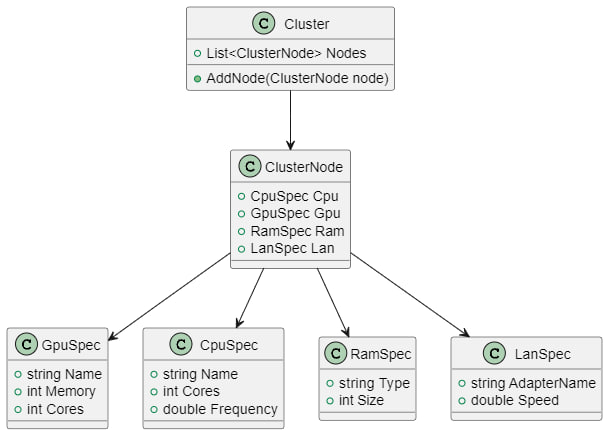 C Cluster
List<ClusterNode> Nodes
AddNode(ClusterNode node)
C ClusterNode
CpuSpec Cpu
GpuSpec Gpu
RamSpec Ram
LanSpec Lan
C GpuSpec
string Name
int Memory
int Cores
C CpuSpec
string Name
int Cores
double Frequency
C RamSpec
string Type
int Size
C LanSpec
string AdapterName
double Speed